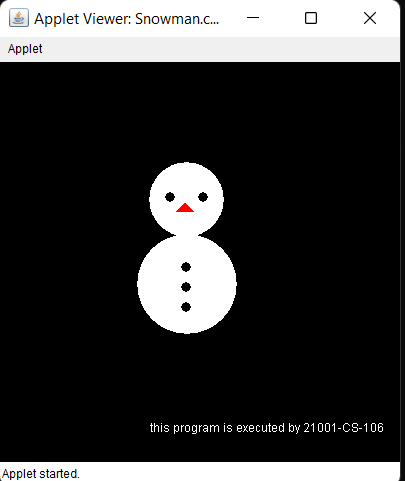 Applet Viewer: Snowman.c...
Applet
this program is executed by 21001-CS-106
Applet started.